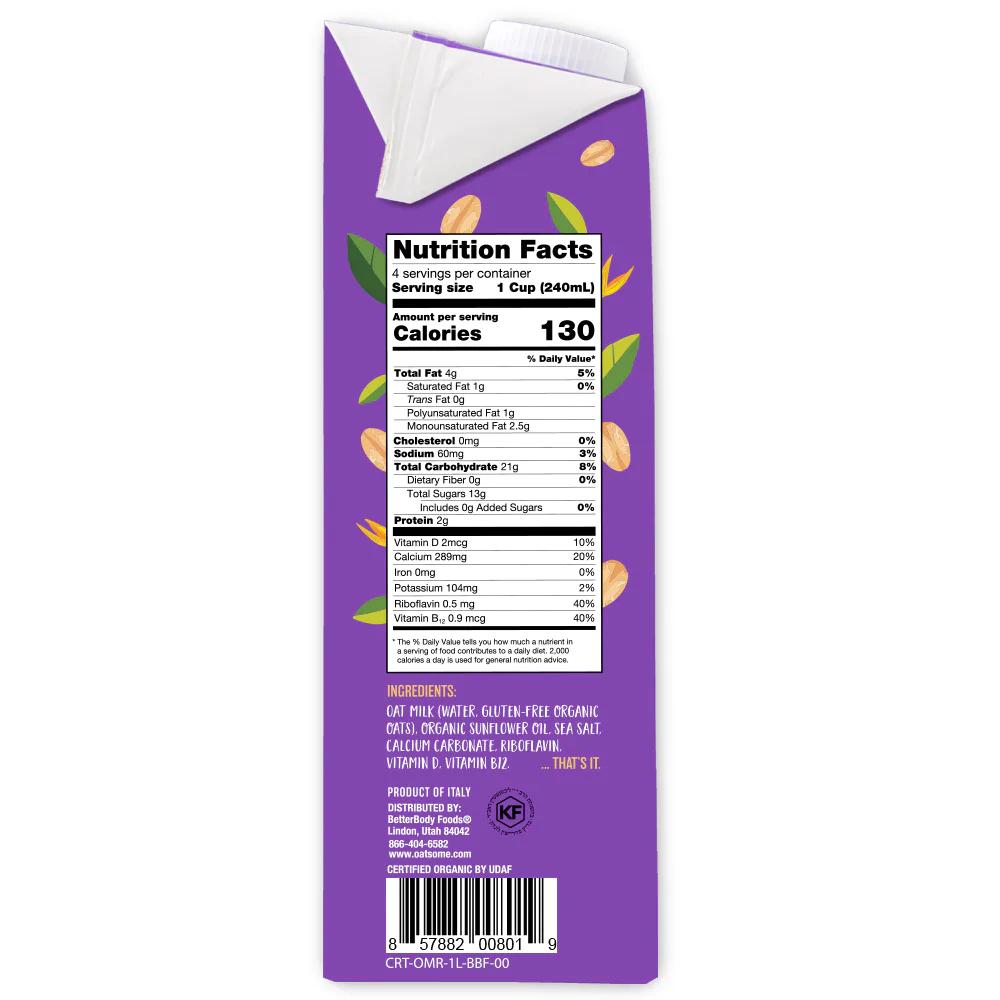 Nutrition Facts
4 servings per container
Serving size 1 Cup (240mL)
Amount per serving
Calories 130
% Daily Value*
Total Fat 4g 5%
Saturated Fat 1g 0%
Trans Fat 0g
Polyunsaturated Fat 1g
Monounsaturated Fat 2.5g
Cholesterol 0mg 0%
Sodium 60mg 3%
Total Carbohydrate 21g 8%
Dietary Fiber 0g 0%
Total Sugars 13g
Includes 0g Added Sugars 0%
Protein 2g
Vitamin D 2mcg 10%
Calcium 289mg 20%
Iron 0mg 0%
Potassium 104mg 2%
Riboflavin 0.5 mg 40%
Vitamin B12 0.9 mcg 40%
* The % Daily Value tells you how much a nutrient in
a serving of food contributes to a daily diet. 2,000
calories a day is used for general nutrition advice.
INGREDIENTS:
OAT MILK (WATER, GLUTEN-FREE ORGANIC
OATS), ORGANIC SUNFLOWER OIL, SEA SALT,
CALCIUM CARBONATE, RIBOFLAVIN,
VITAMIN D, VITAMIN B12. ... THAT'S IT.
PRODUCT OF ITALY
DISTRIBUTED BY:
BetterBody Foods®
Lindon, Utah 84042
866-404-6582
www.oatsome.com
KF
CERTIFIED ORGANIC BY UDAF
8 57882 00801 9
CRT-OMR-1L-BBF-00